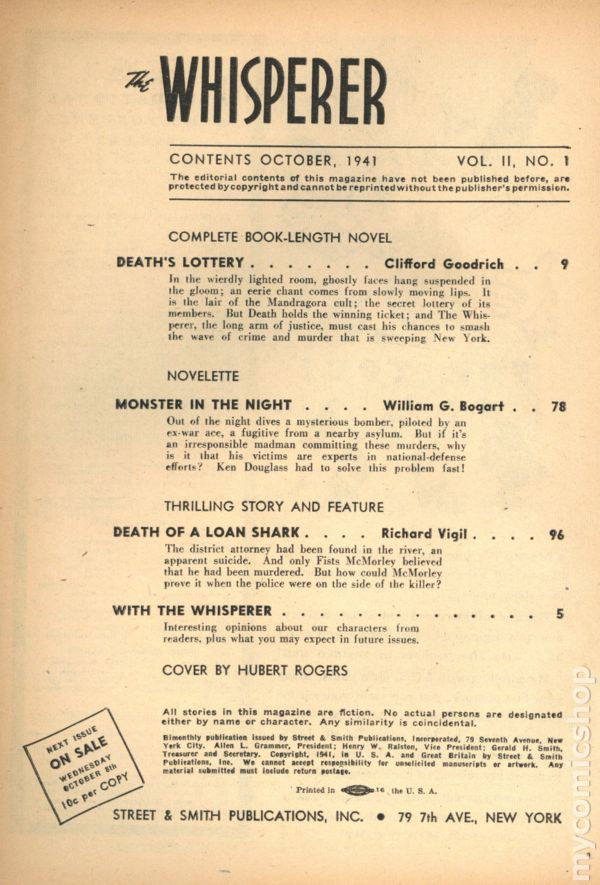 The WHISPERER
CONTENTS OCTOBER, 1941 VOL. II, NO. 1
The editorial contents of this magazine have not been published before, are
protected by copyright and cannot be reprinted without the publisher's permission.
COMPLETE BOOK-LENGTH NOVEL
DEATH'S LOTTERY . . . . . . . Clifford Goodrich . . 9
In the wierdly lighted room, ghostly faces hang suspended in
the gloom; an eerie chant comes from slowly moving lips. It
is the lair of the Mandragora cult; the secret lottery of its
members. But Death holds the winning ticket; and The Whis-
perer, the long arm of justice, must cast his chances to smash
the wave of crime and murder that is sweeping New York.
NOVELETTE
MONSTER IN THE NIGHT . . . . William G. Bogart . . 78
Out of the night dives a mysterious bomber, piloted by an
ex-war ace, a fugitive from a nearby asylum. But if it's
an irresponsible madman committing these murders, why
is it that his victims are experts in national-defense
efforts? Ken Douglass had to solve this problem fast!
THRILLING STORY AND FEATURE
DEATH OF A LOAN SHARK . . . . Richard Vigil . . . . 96
The district attorney had been found in the river, an
apparent suicide. And only Fists McMorley believed
that he had been murdered. But how could McMorley
prove it when the police were on the side of the killer?
WITH THE WHISPERER . . . . . . . . . . . . . . 5
Interesting opinions about our characters from
readers, plus what you may expect in future issues.
COVER BY HUBERT ROGERS
All stories in this magazine are fiction. No actual persons are designated
either by name or character. Any similarity is coincidental.
Bimonthly publication issued by Street & Smith Publications, Incorporated, 79 Seventh Avenue, New
York City. Allen L. Grammer, President; Henry W. Ralston, Vice President; Gerald H. Smith,
Treasurer and Secretary. Copyright, 1941, in U. S. A. and Great Britain by Street & Smith
Publications, Inc. We cannot accept responsibility for unsolicited manuscripts or artwork. Any
material submitted must include return postage.
Printed in 16 the U. S. A.
NEXT ISSUE
ON SALE
WEDNESDAY
OCTOBER 8th
10c per COPY
STREET & SMITH PUBLICATIONS, INC. • 79 7th AVE., NEW YORK
mycomicshop